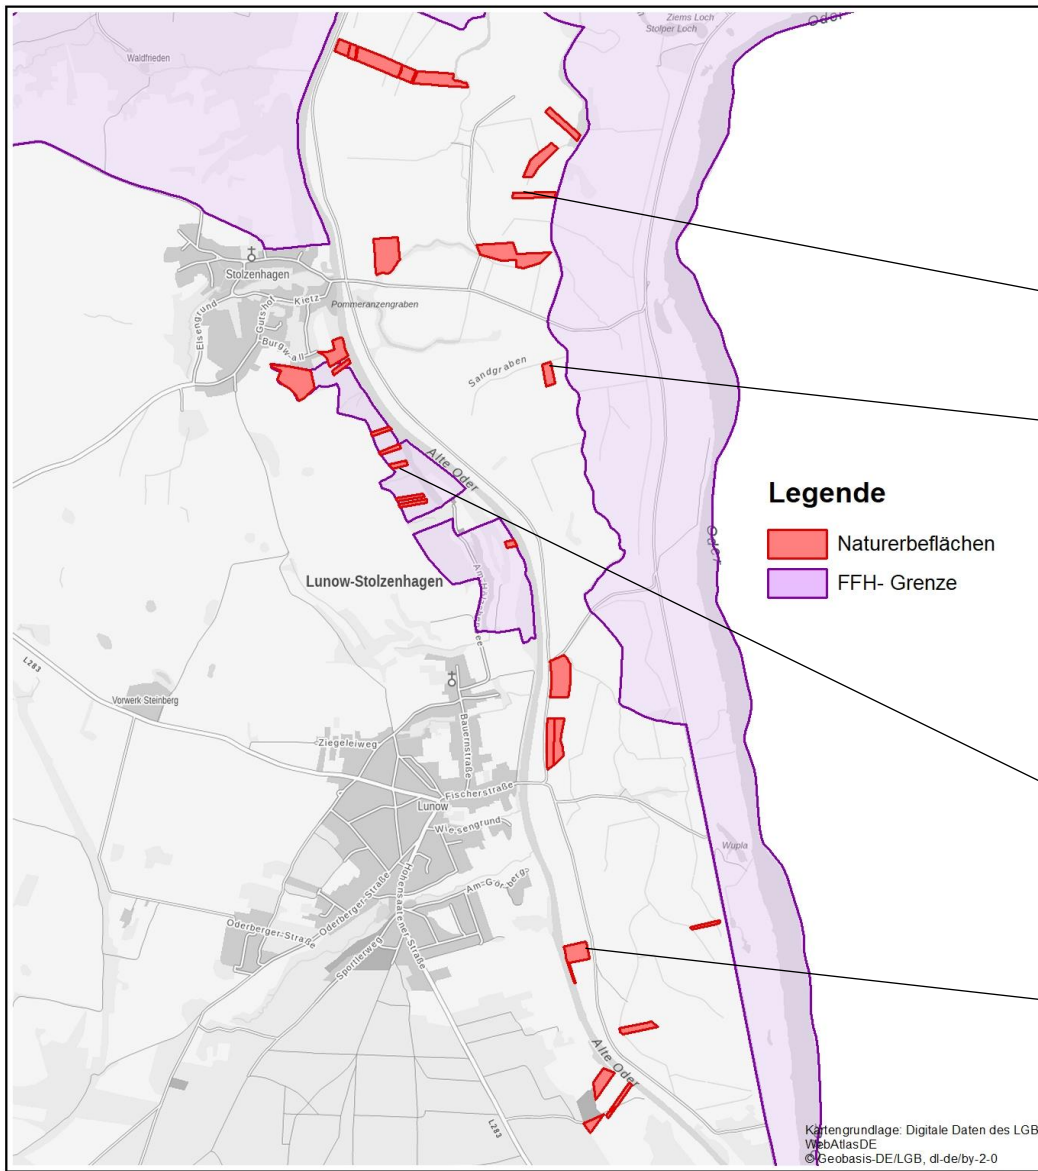 Ziems Loch
Stolper Loch
Oder
Waldfrieden
Stolzenhagen
Kietz
Gutshof
Elsengrund
Burgwall
Pommeranzengraben
Sandgraben
Alte Oder
Legende
Naturerbeflächen
FFH- Grenze
Oder
Lunow-Stolzenhagen
L283
Vorwerk Steinberg
Ziegeleiweg
Bauernstraße
Fischerstraße
Lunow
Wiesengrund
Wupla
Am-Görsberg
Oderberger-Straße
Oderberger-Straße
Hohensaatener-Straße
Sportlerweg
Alte Oder
L283
Kartengrundlage: Digitale Daten des LGB
WebAtlasDE
© Geobasis-DE/LGB, dl-de/by-2-0